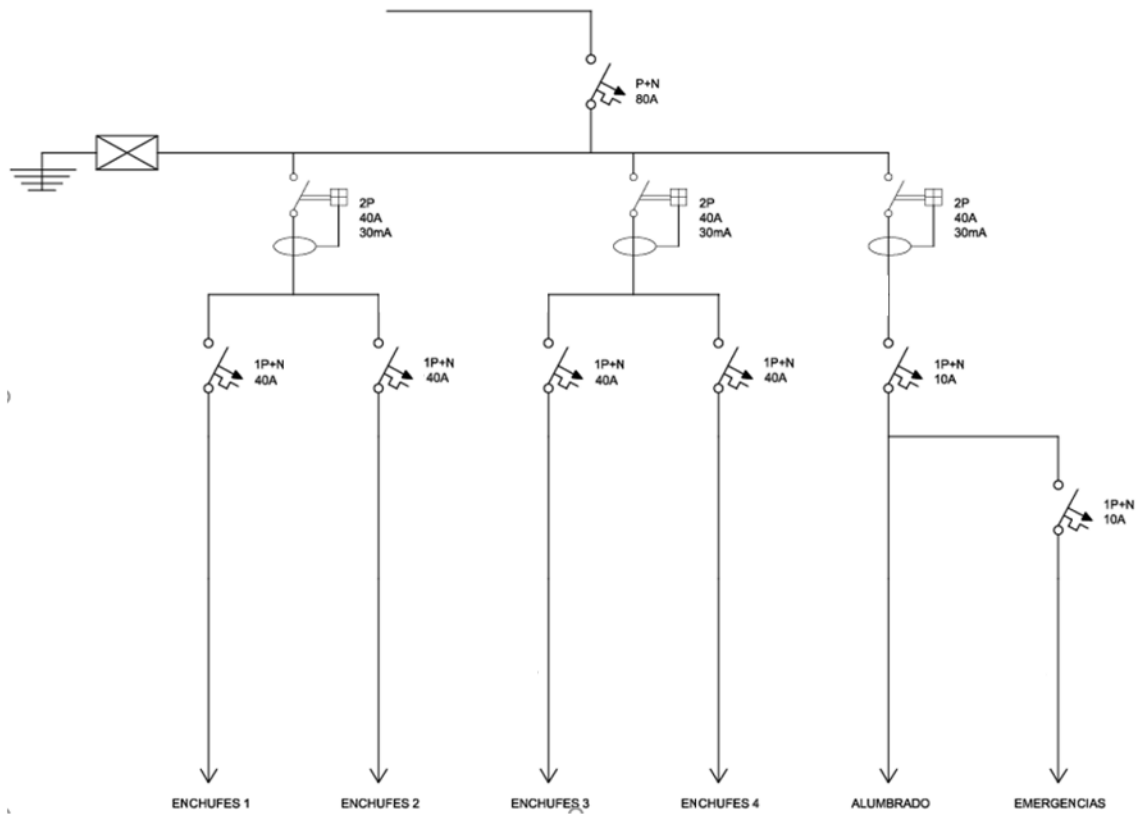 P+N
80A
2P
40A
30mA
2P
40A
30mA
2P
40A
30mA
1P+N
40A
1P+N
40A
1P+N
40A
1P+N
40A
1P+N
10A
1P+N
10A
ENCHUFES 1
ENCHUFES 2
ENCHUFES 3
ENCHUFES 4
ALUMBRADO
EMERGENCIAS